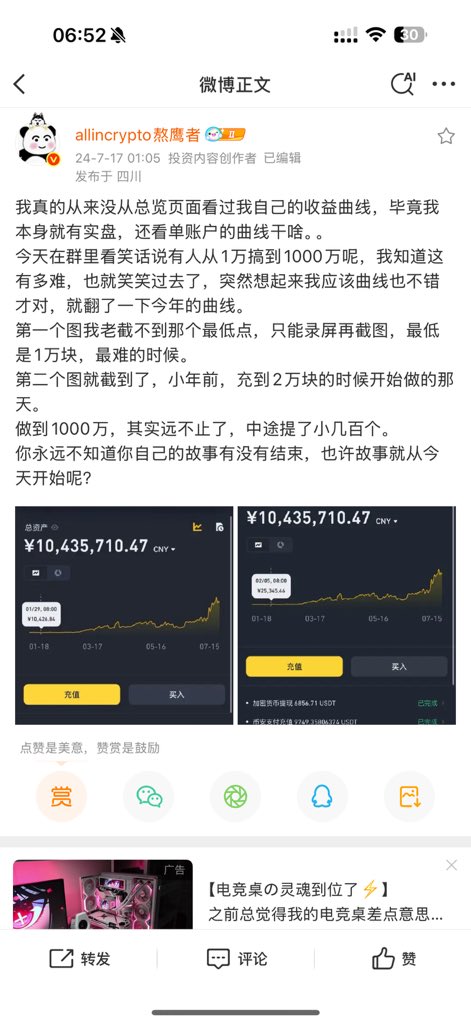 06:52
30
微博正文
AI
allincrypto熬鹰者
II
24-7-17 01:05 投资内容创作者 已编辑
发布于 四川
我真的从来没从总览页面看过我自己的收益曲线，毕竟我
本身就有实盘，还看单账户的曲线干啥。。
今天在群里看笑话说有人从1万搞到1000万呢，我知道这
有多难，也就笑笑过去了，突然想起来我应该曲线也不错
才对，就翻了一下今年的曲线。
第一个图我老截不到那个最低点，只能录屏再截图，最低
是1万块，最难的时候。
第二个图就截到了，小年前，充到2万块的时候开始做的那
天。
做到1000万，其实远不止了，中途提了小几百个。
你永远不知道你自己的故事有没有结束，也许故事就从今
天开始呢?
总资产
¥10,435,710.47 CNY
01/29, 08:00
¥10,426.84
01-18 03-17 05-16 07-15
充值 买入
¥10,435,710.47 CNY
02/05, 08:00
¥25,345.66
01-18 03-17 05-16 07-15
充值 买入
加密货币提现 6856.71 USDT 已完成
币安支付充值 9749.35806374 USDT 已完成
点赞是美意，赞赏是鼓励
赏
广告
【电竞桌の灵魂到位了⚡】
之前总觉得我的电竞桌差点意思...
转发 评论 赞